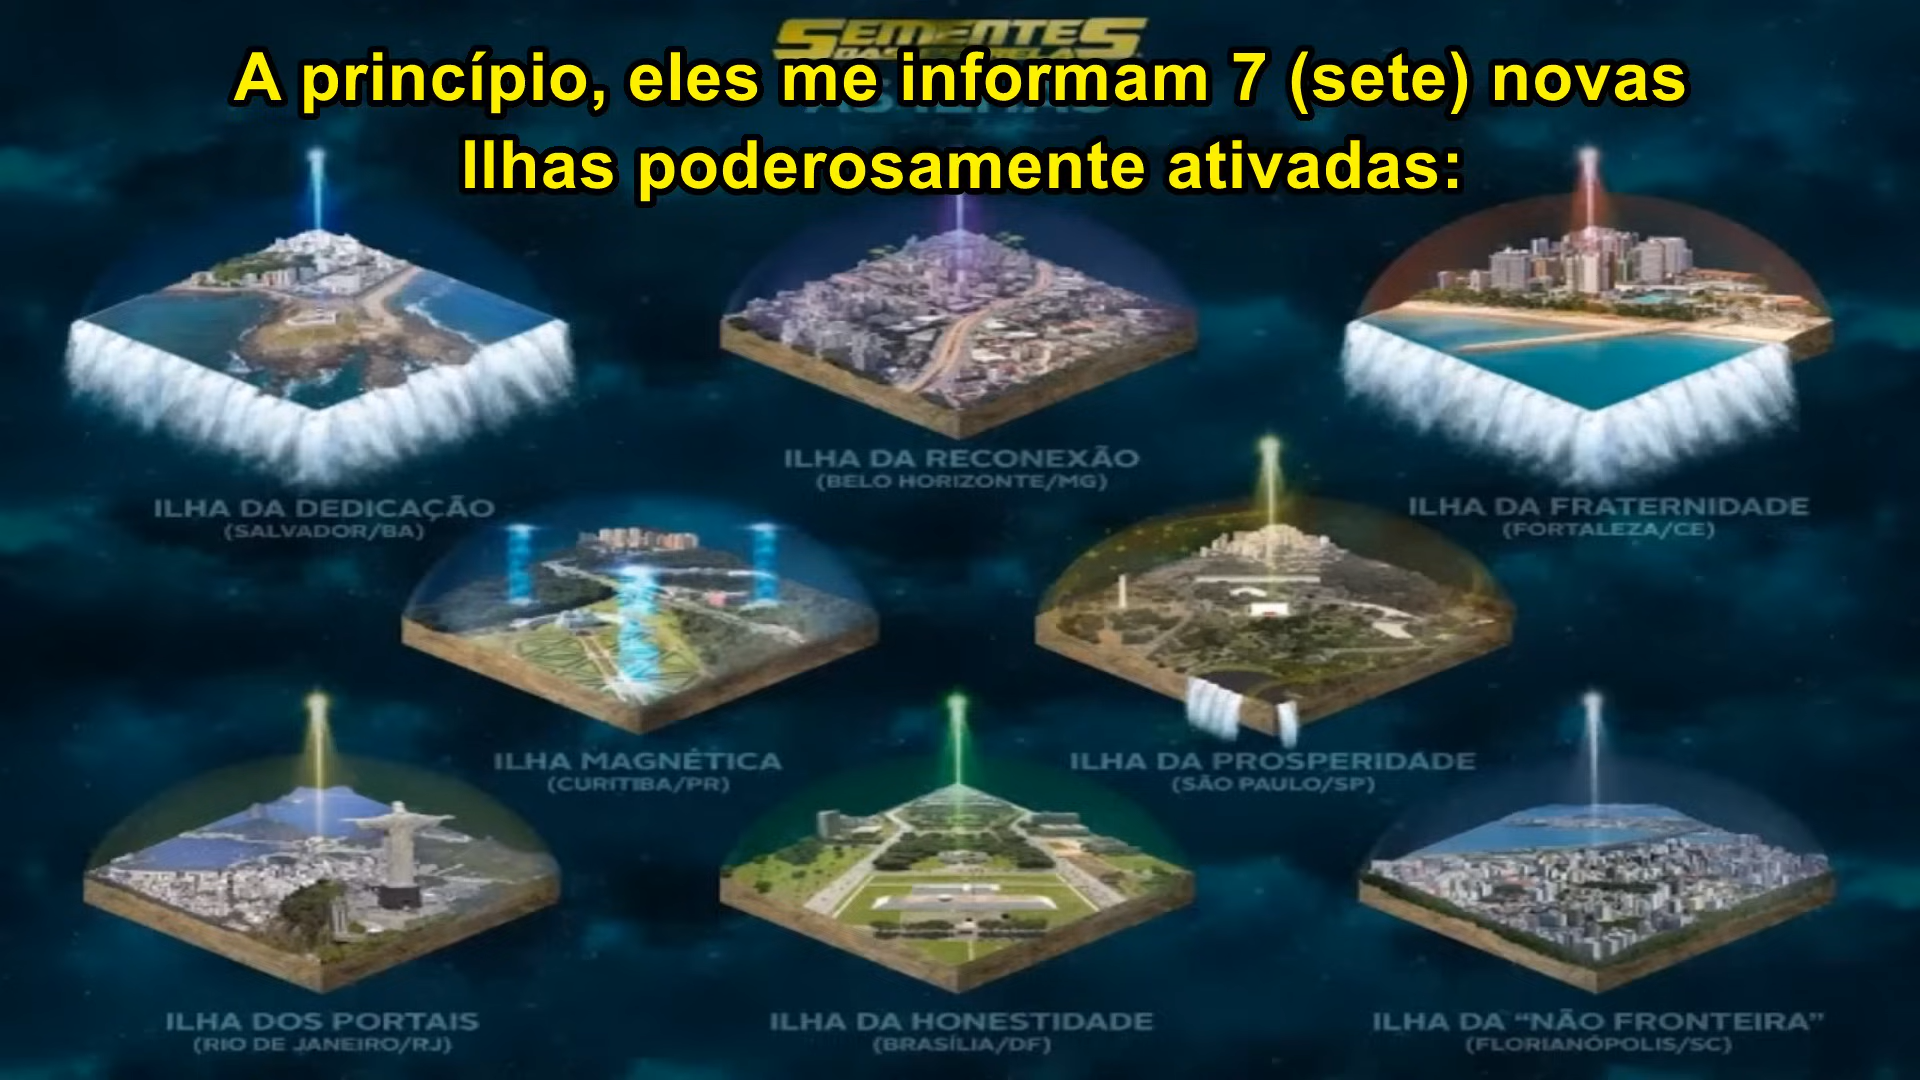 SEMENTES
A princípio, eles me informam 7 (sete) novas
Ilhas poderosamente ativadas:
ILHA DA RECONEXÃO
(BELO HORIZONTE/MG)
ILHA DA DEDICAÇÃO
(SALVADOR/BA)
ILHA DA FRATERNIDADE
(FORTALEZA/CE)
ILHA MAGNÉTICA
(CURITIBA/PR)
ILHA DA PROSPERIDADE
(SÃO PAULO/SP)
ILHA DOS PORTAIS
(RIO DE JANEIRO/RJ)
ILHA DA HONESTIDADE
(BRASÍLIA/DF)
ILHA DA “NÃO FRONTEIRA”
(FLORIANÓPOLIS/SC)